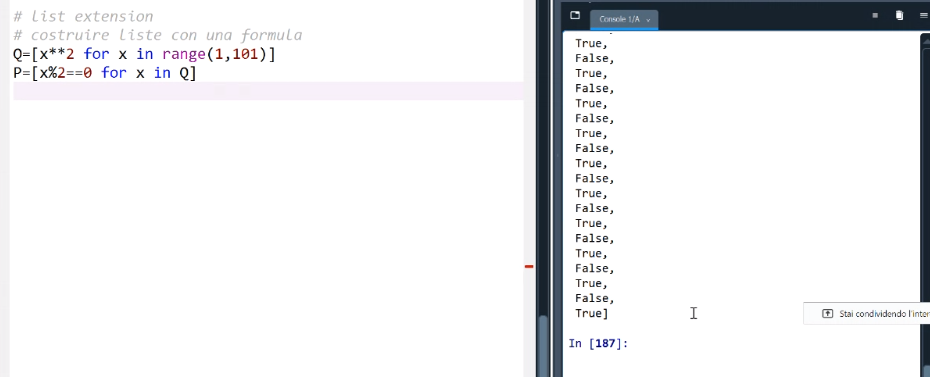 # List extension
# costruire liste con una formula
Q=[x**2 for x in range(1,101)]
P=[x%2==0 for x in Q]
Console 1/A
True,
False,
True,
False,
True,
False,
True,
False,
True,
False,
True,
False,
True,
False,
True,
False,
True,
False,
True]
Stai condividendo l'inter
In [187]: